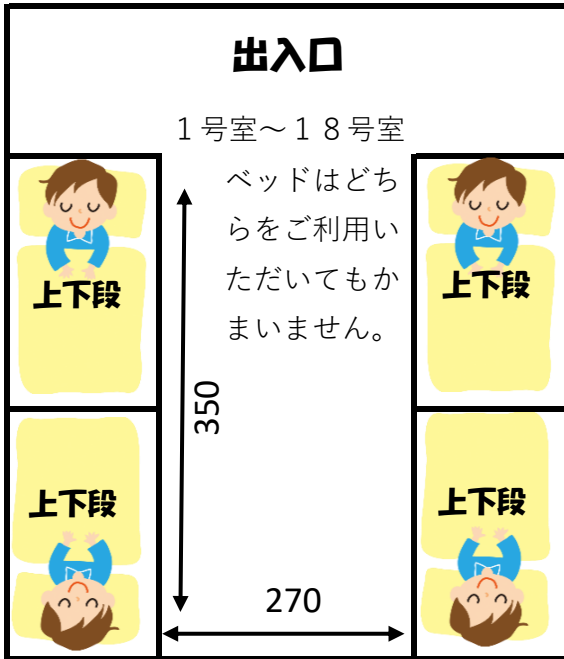 出入口
１号室～１８号室
ベッドはどち
らをご利用い
ただいてもか
まいません。
上下段
上下段
350
上下段
上下段
270